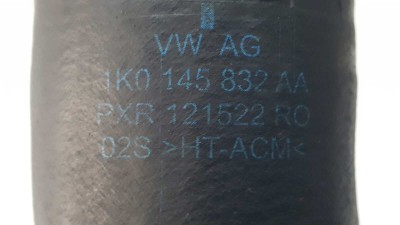 VW AG
1K0 145 832 AA
PXR 121522 RO
02S >HT-ACM<